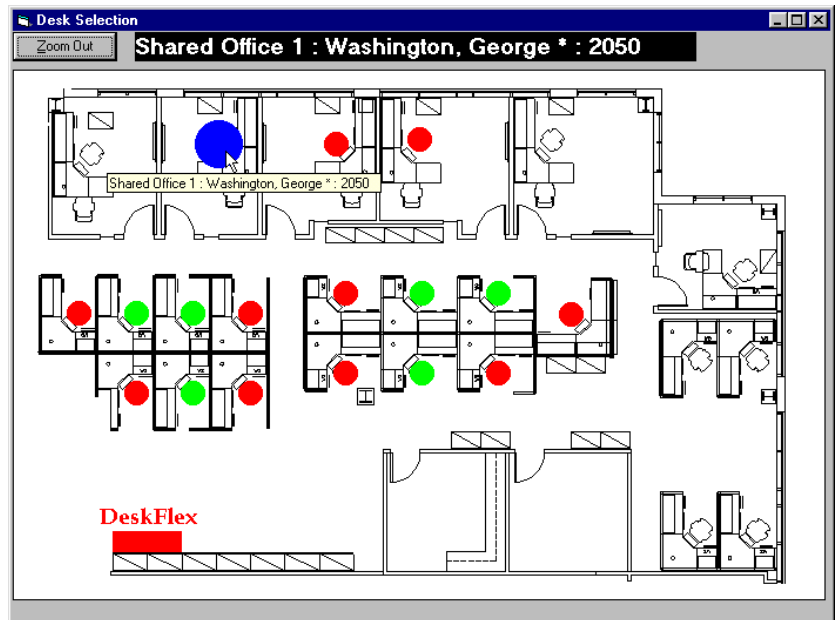 Desk Selection
Zoom Out
Shared Office 1 : Washington, George * : 2050
Shared Office 1 : Washington, George * : 2050
DeskFlex